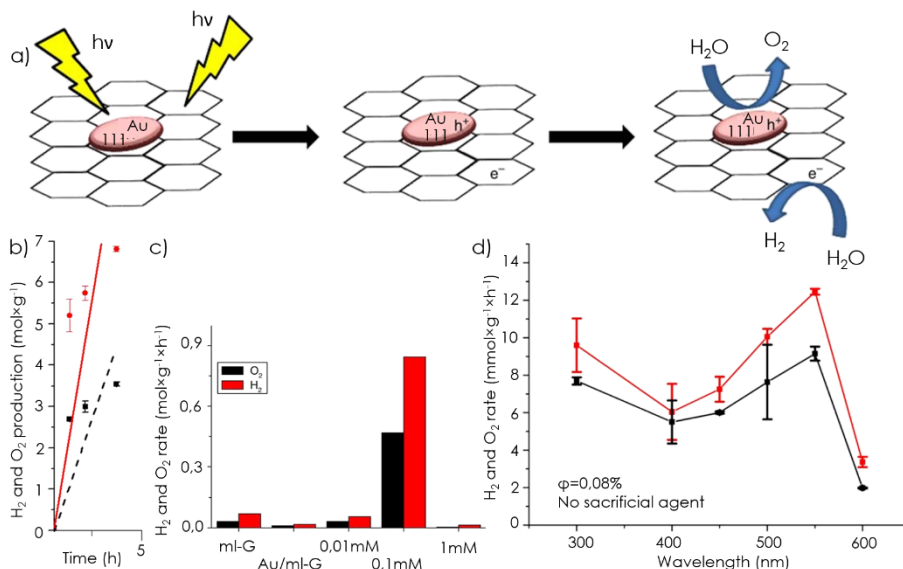 a)
hν
hν
H₂O
O₂
Au
111
Au
111
h⁺
e⁻
Au
111
h⁺
e⁻
H₂
H₂O
b)
H₂ and O₂ production (mol×g⁻¹)
7
6
5
4
3
2
1
0
Time (h)
5
c)
H₂ and O₂ rate (mol×g⁻¹×h⁻¹)
0,9
0,6
0,3
0,0
O₂
H₂
ml-G
Au/ml-G
0,01mM
0,1mM
1mM
d)
H₂ and O₂ rate (mmol×g⁻¹×h⁻¹)
14
12
10
8
6
4
2
0
φ=0,08%
No sacrificial agent
300
400
500
600
Wavelength (nm)